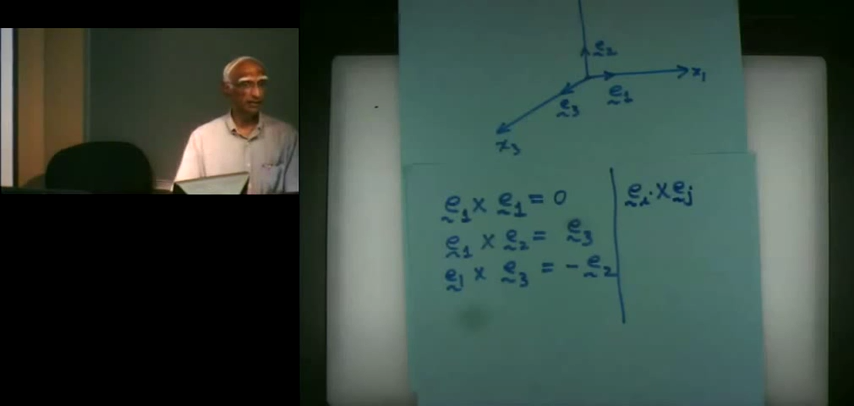 e2
x1
e3
e1
x3
e1 × e1 = 0
e1 × e2 = e3
e1 × e3 = - e2
ei × ej